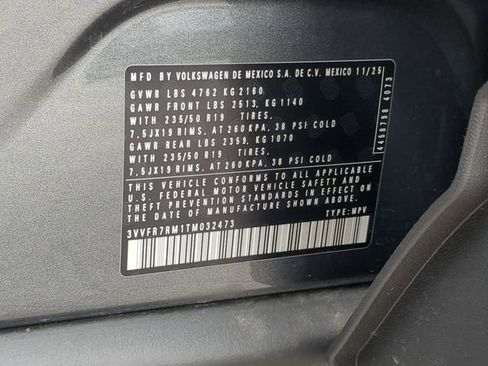 MFD BY VOLKSWAGEN DE MEXICO S.A. DE C.V. MEXICO 11/25
GVWR LBS 4762 KG 2160
GAWR FRONT LBS 2513, KG 1140
WITH 235/50 R19 TIRES.
7.5JX19 RIMS, AT 260 KPA, 38 PSI COLD
GAWR REAR LBS 2359, KG 1070
WITH 235/50 R19 TIRES.
7.5JX19 RIMS, AT 260 KPA, 38 PSI COLD
THIS VEHICLE CONFORMS TO ALL APPLICABLE
U.S. FEDERAL MOTOR VEHICLE SAFETY AND
THEFT PREVENTION STANDARDS IN EFFECT ON
THE DATE OF MANUFACTURE SHOWN ABOVE.
3VVFR7RM1TM032473
TYPE: MPV
4458798 4073